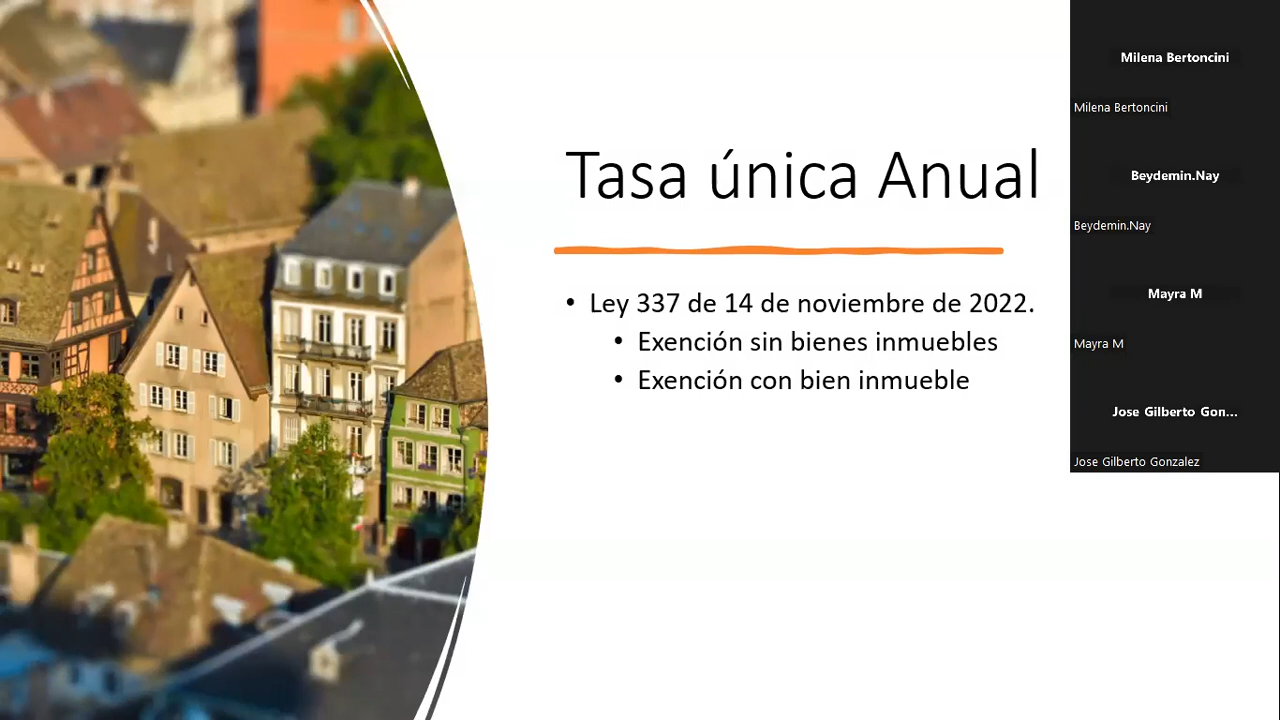 Tasa única Anual
• Ley 337 de 14 de noviembre de 2022.
• Exención sin bienes inmuebles
• Exención con bien inmueble
Milena Bertoncini
Milena Bertoncini
Beydemin.Nay
Beydemin.Nay
Mayra M
Mayra M
Jose Gilberto Gon...
Jose Gilberto Gonzalez